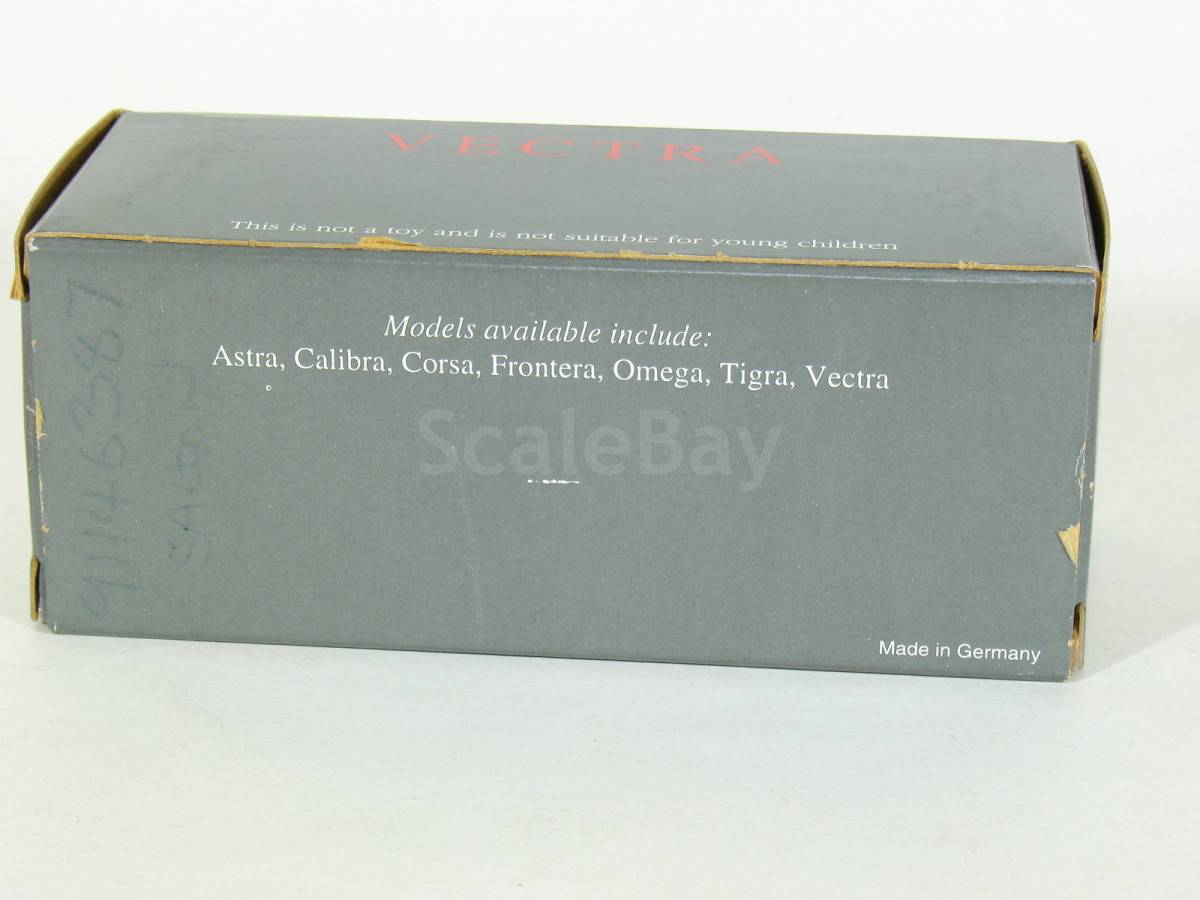 VECTRA
This is not a toy and is not suitable for young children
Models available include:
Astra, Calibra, Corsa, Frontera, Omega, Tigra, Vectra
ScaleBay
Made in Germany
91146387